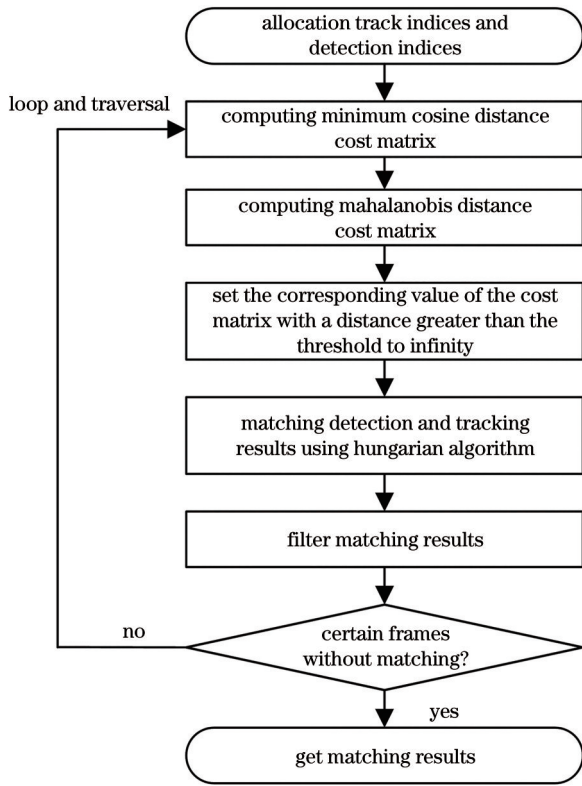 allocation track indices and
detection indices
loop and traversal
computing minimum cosine distance
cost matrix
computing mahalanobis distance
cost matrix
set the corresponding value of the cost
matrix with a distance greater than the
threshold to infinity
matching detection and tracking
results using hungarian algorithm
filter matching results
no
certain frames
without matching?
yes
get matching results